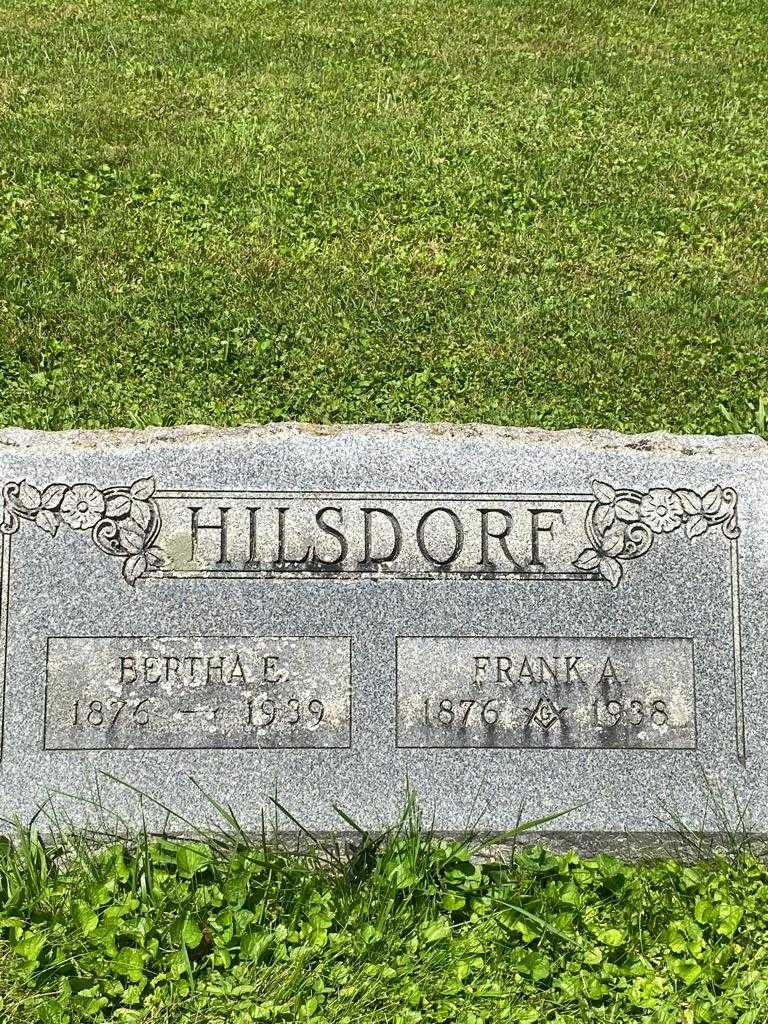 HILSDORF
BERTHA E.
1876 — 1939
FRANK A.
1876 G 1938